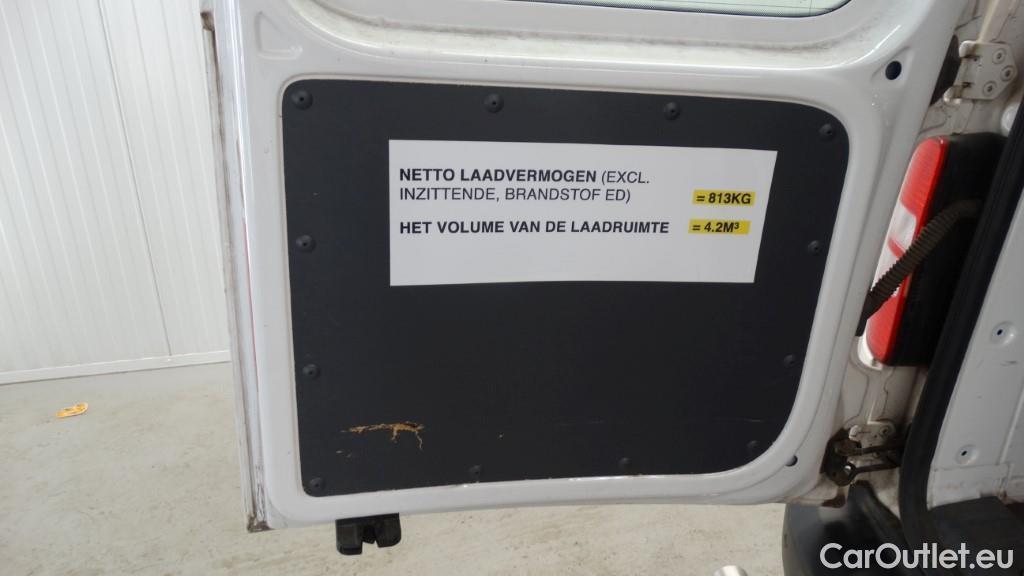 NETTO LAADVERMOGEN (EXCL.
INZITTENDE, BRANDSTOF ED) = 813KG
HET VOLUME VAN DE LAADRUIMTE = 4.2M³
CarOutlet.eu